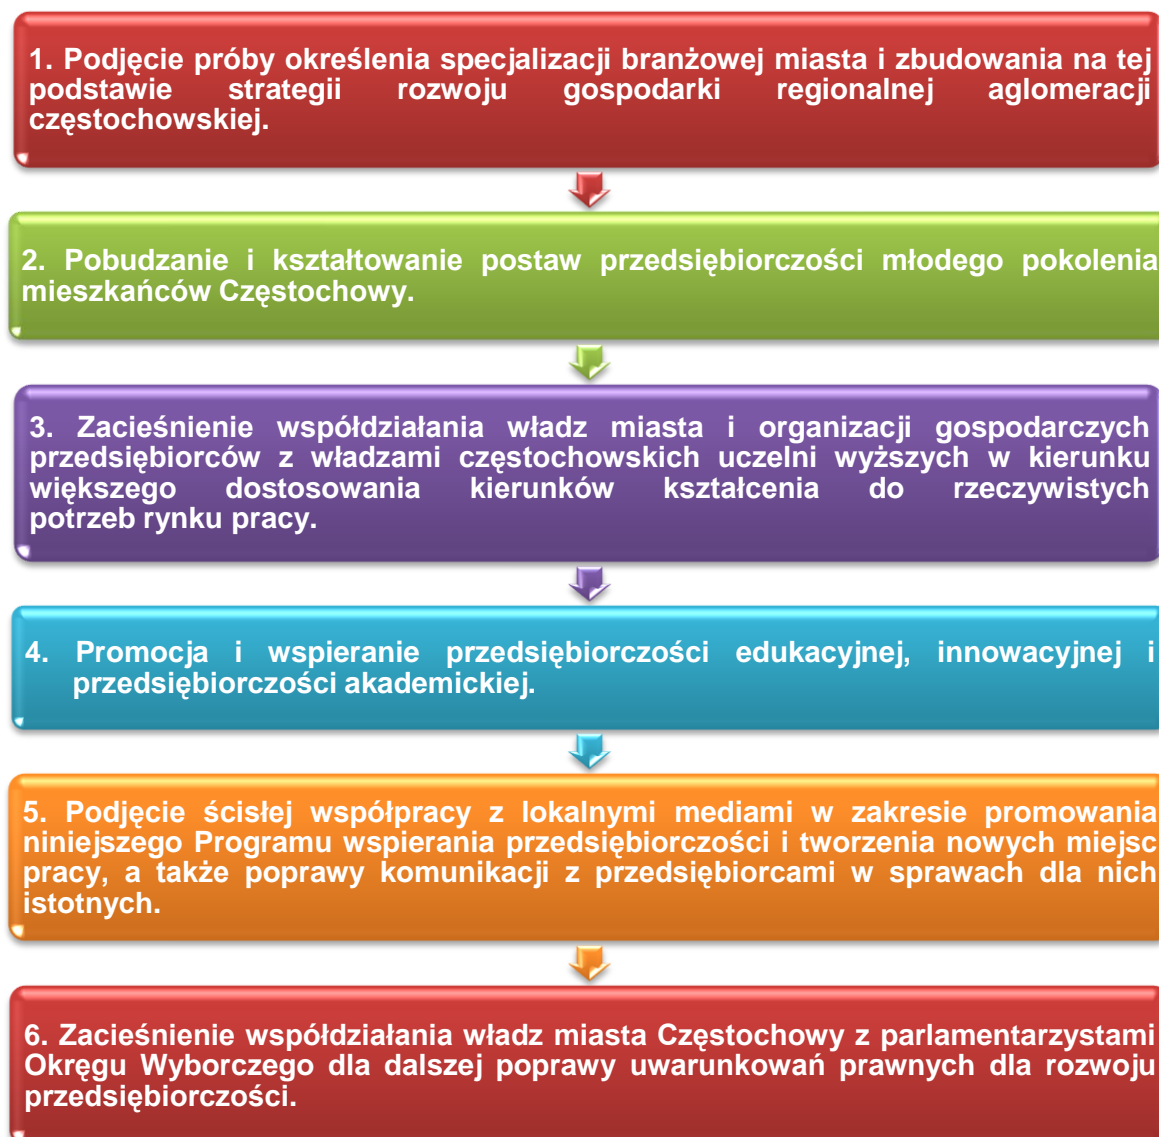 1. Podjęcie próby określenia specjalizacji branżowej miasta i zbudowania na tej
podstawie strategii rozwoju gospodarki regionalnej aglomeracji
częstochowskiej.
2. Pobudzanie i kształtowanie postaw przedsiębiorczości młodego pokolenia
mieszkańców Częstochowy.
3. Zacieśnienie współdziałania władz miasta i organizacji gospodarczych
przedsiębiorców z władzami częstochowskich uczelni wyższych w kierunku
większego dostosowania kierunków kształcenia do rzeczywistych
potrzeb rynku pracy.
4. Promocja i wspieranie przedsiębiorczości edukacyjnej, innowacyjnej i
przedsiębiorczości akademickiej.
5. Podjęcie ścisłej współpracy z lokalnymi mediami w zakresie promowania
niniejszego Programu wspierania przedsiębiorczości i tworzenia nowych miejsc
pracy, a także poprawy komunikacji z przedsiębiorcami w sprawach dla nich
istotnych.
6. Zacieśnienie współdziałania władz miasta Częstochowy z parlamentarzystami
Okręgu Wyborczego dla dalszej poprawy uwarunkowań prawnych dla rozwoju
przedsiębiorczości.